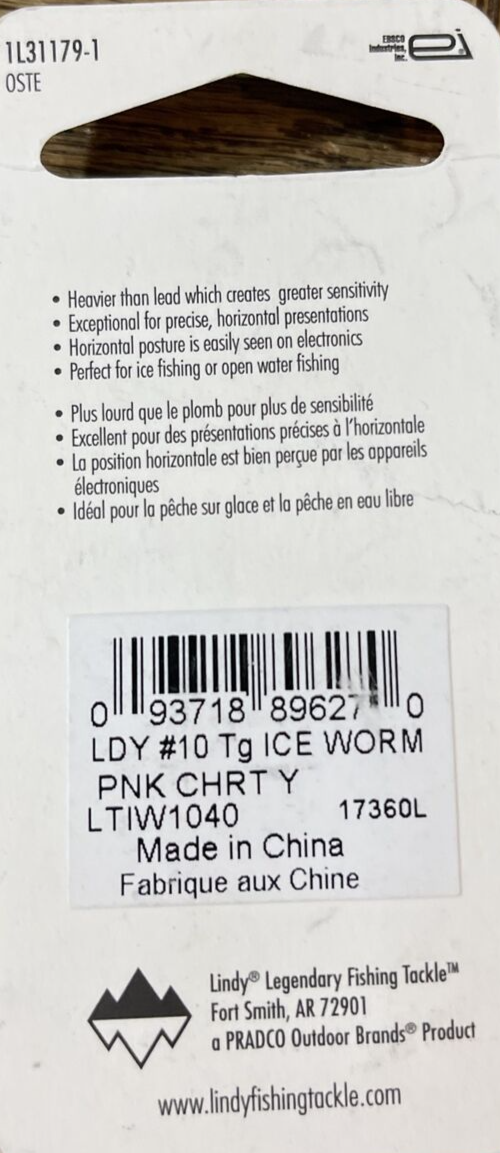 1L31179-1
OSTE
EBSCO
Industries,
Inc.
ei
• Heavier than lead which creates greater sensitivity
• Exceptional for precise, horizontal presentations
• Horizontal posture is easily seen on electronics
• Perfect for ice fishing or open water fishing
• Plus lourd que le plomb pour plus de sensibilité
• Excellent pour des présentations précises à l'horizontale
• La position horizontale est bien perçue par les appareils
électroniques
• Idéal pour la pêche sur glace et la pêche en eau libre
0 93718 89627 0
LDY #10 Tg ICE WORM
PNK CHRT Y
LTIW1040 17360L
Made in China
Fabrique aux Chine
Lindy® Legendary Fishing Tackle™
Fort Smith, AR 72901
a PRADCO Outdoor Brands® Product
www.lindyfishingtackle.com